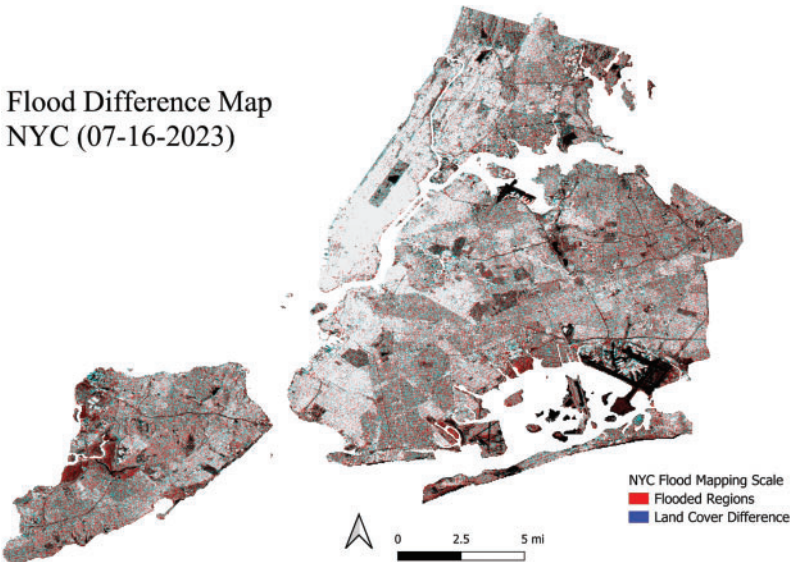 Flood Difference Map
NYC (07-16-2023)
NYC Flood Mapping Scale
Flooded Regions
Land Cover Difference
0 2.5 5 mi